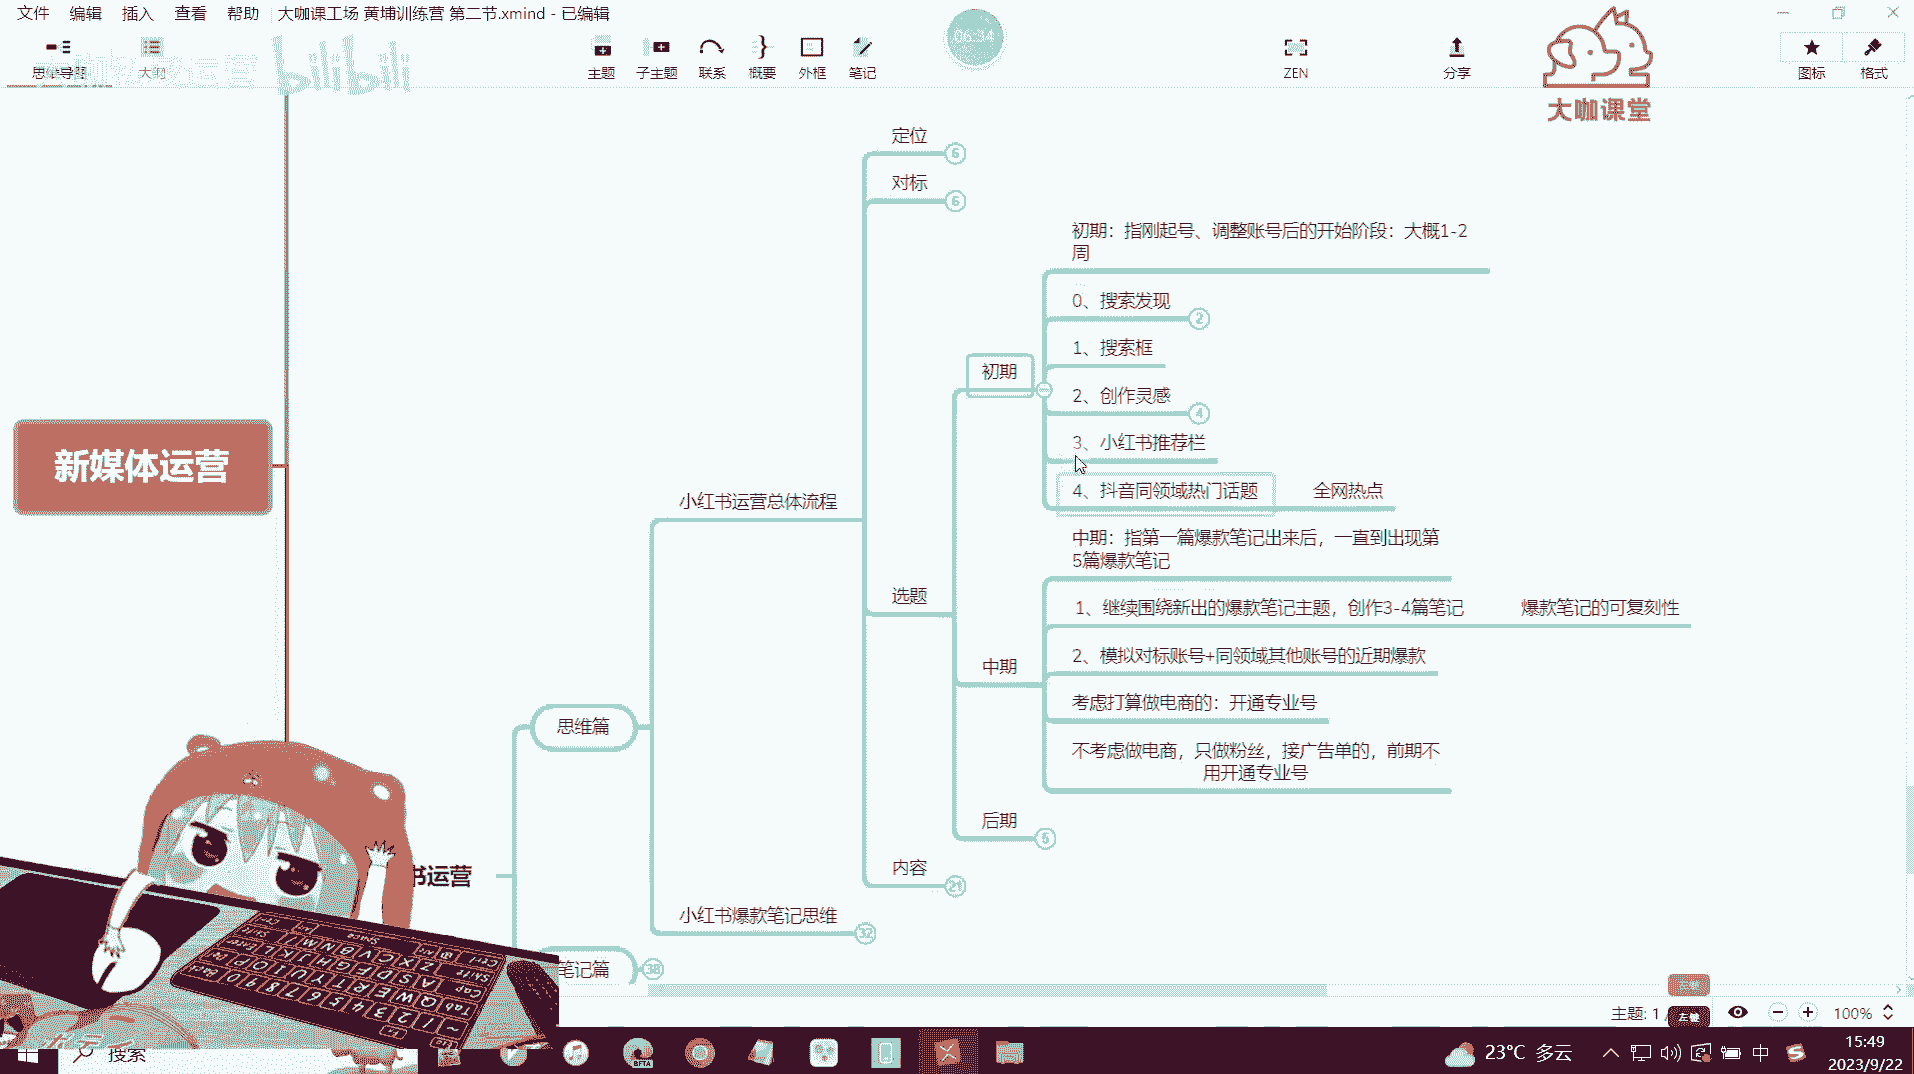 文件 编辑 插入 查看 帮助 大咖课工场 黄埔训练营 第二节.xmind - 已编辑
思维导图 大纲 主题 子主题 联系 概要 外框 笔记 ZEN 分享 图标 格式
bilibili
06:34
大咖课堂
定位 6
对标 6
初期：指刚起号、调整账号后的开始阶段：大概1-2
周
0、搜索发现 2
1、搜索框
初期
2、创作灵感 4
3、小红书推荐栏
4、抖音同领域热门话题 全网热点
新媒体运营
小红书运营总体流程
中期：指第一篇爆款笔记出来后，一直到出现第
5篇爆款笔记
选题
1、继续围绕新出的爆款笔记主题，创作3-4篇笔记 爆款笔记的可复刻性
2、模拟对标账号+同领域其他账号的近期爆款
中期
考虑打算做电商的：开通专业号
思维篇
不考虑做电商，只做粉丝，接广告单的，前期不
用开通专业号
后期 5
内容 21
书运营
小红书爆款笔记思维 32
笔记篇 38
主题: 1 / 左键 100%
搜索
BETA
23°C 多云 中
15:49
2023/9/22